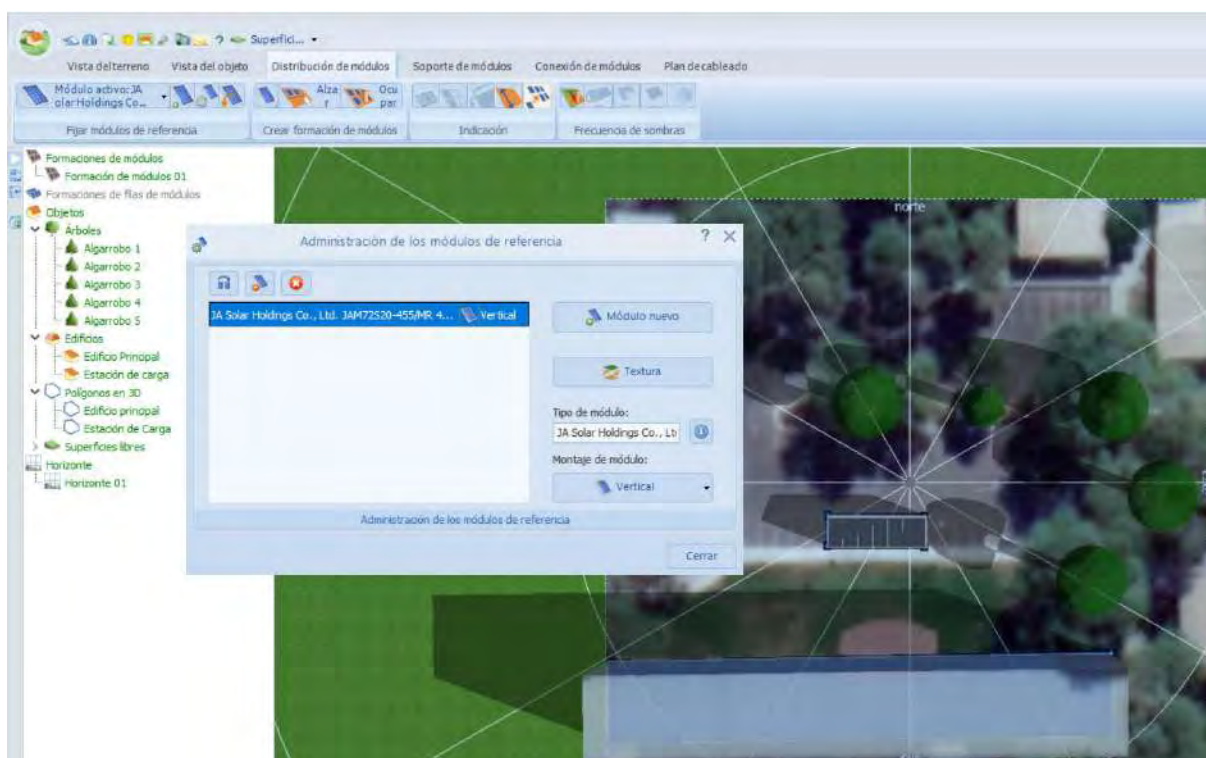 Superfici...
Vista del terreno Vista del objeto Distribución de módulos Soporte de módulos Conexión de módulos Plan de cableado
Módulo activo: JA
olar Holdings Co...
Alza
r
Ocu
par
Fijar módulos de referencia Crear formación de módulos Indicación Frecuencia de sombras
Formaciones de módulos
Formación de módulos 01
Formaciones de filas de módulos
Objetos
Árboles
Algarrobo 1
Algarrobo 2
Algarrobo 3
Algarrobo 4
Algarrobo 5
Edificios
Edificio Principal
Estación de carga
Polígonos en 3D
Edificio principal
Estación de Carga
Superficies libres
Horizonte
Horizonte 01
norte
Administración de los módulos de referencia ? X
JA Solar Holdings Co., Ltd. JAM72S20-455/MR 4... Vertical
Módulo nuevo
Textura
Tipo de módulo:
JA Solar Holdings Co., Lt
Montaje de módulo:
Vertical
Administración de los módulos de referencia
Cerrar